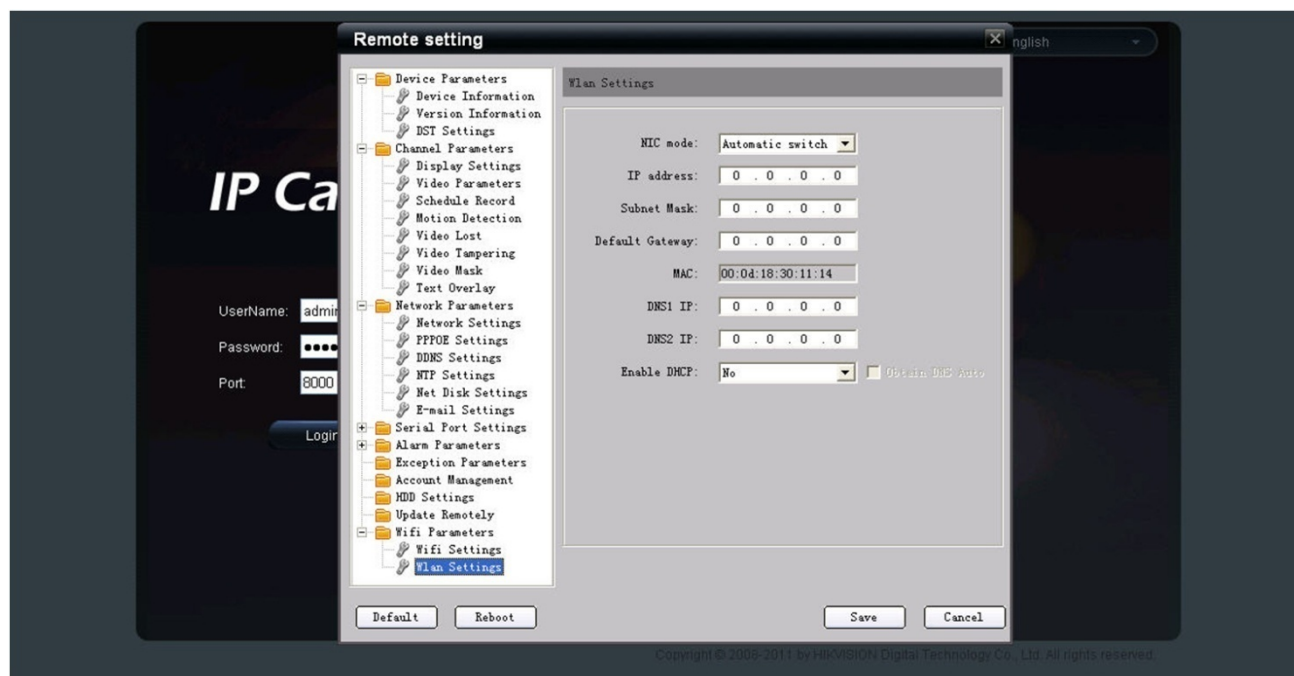 Remote setting
nglish
Device Parameters
Device Information
Version Information
DST Settings
Channel Parameters
Display Settings
Video Parameters
Schedule Record
Motion Detection
Video Lost
Video Tampering
Video Mask
Text Overlay
Network Parameters
Network Settings
PPPOE Settings
DDNS Settings
NTP Settings
Net Disk Settings
E-mail Settings
Serial Port Settings
Alarm Parameters
Exception Parameters
Account Management
HDD Settings
Update Remotely
Wifi Parameters
Wifi Settings
Wlan Settings
Wlan Settings
NIC mode: Automatic switch
IP address: 0 . 0 . 0 . 0
Subnet Mask: 0 . 0 . 0 . 0
Default Gateway: 0 . 0 . 0 . 0
MAC: 00:0d:18:30:11:14
DNS1 IP: 0 . 0 . 0 . 0
DNS2 IP: 0 . 0 . 0 . 0
Enable DHCP: No Obtain DNS Auto
IP Ca
UserName: admin
Password: ●●●●
Port: 8000
Login
Default Reboot Save Cancel
Copyright © 2006-2011 by HIKVISION Digital Technology Co., Ltd. All rights reserved.